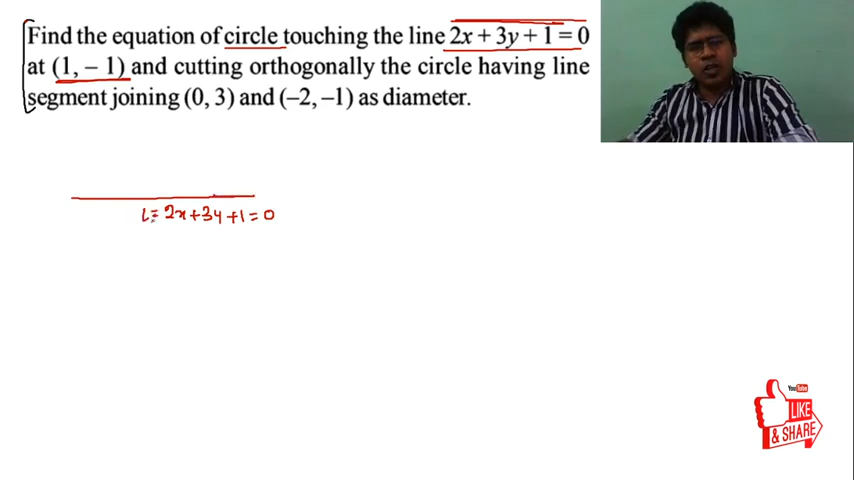 Find the equation of circle touching the line 2x + 3y + 1 = 0
at (1, – 1) and cutting orthogonally the circle having line
segment joining (0, 3) and (–2, –1) as diameter.
L = 2x+3y+1=0
YouTube
LIKE
& SHARE